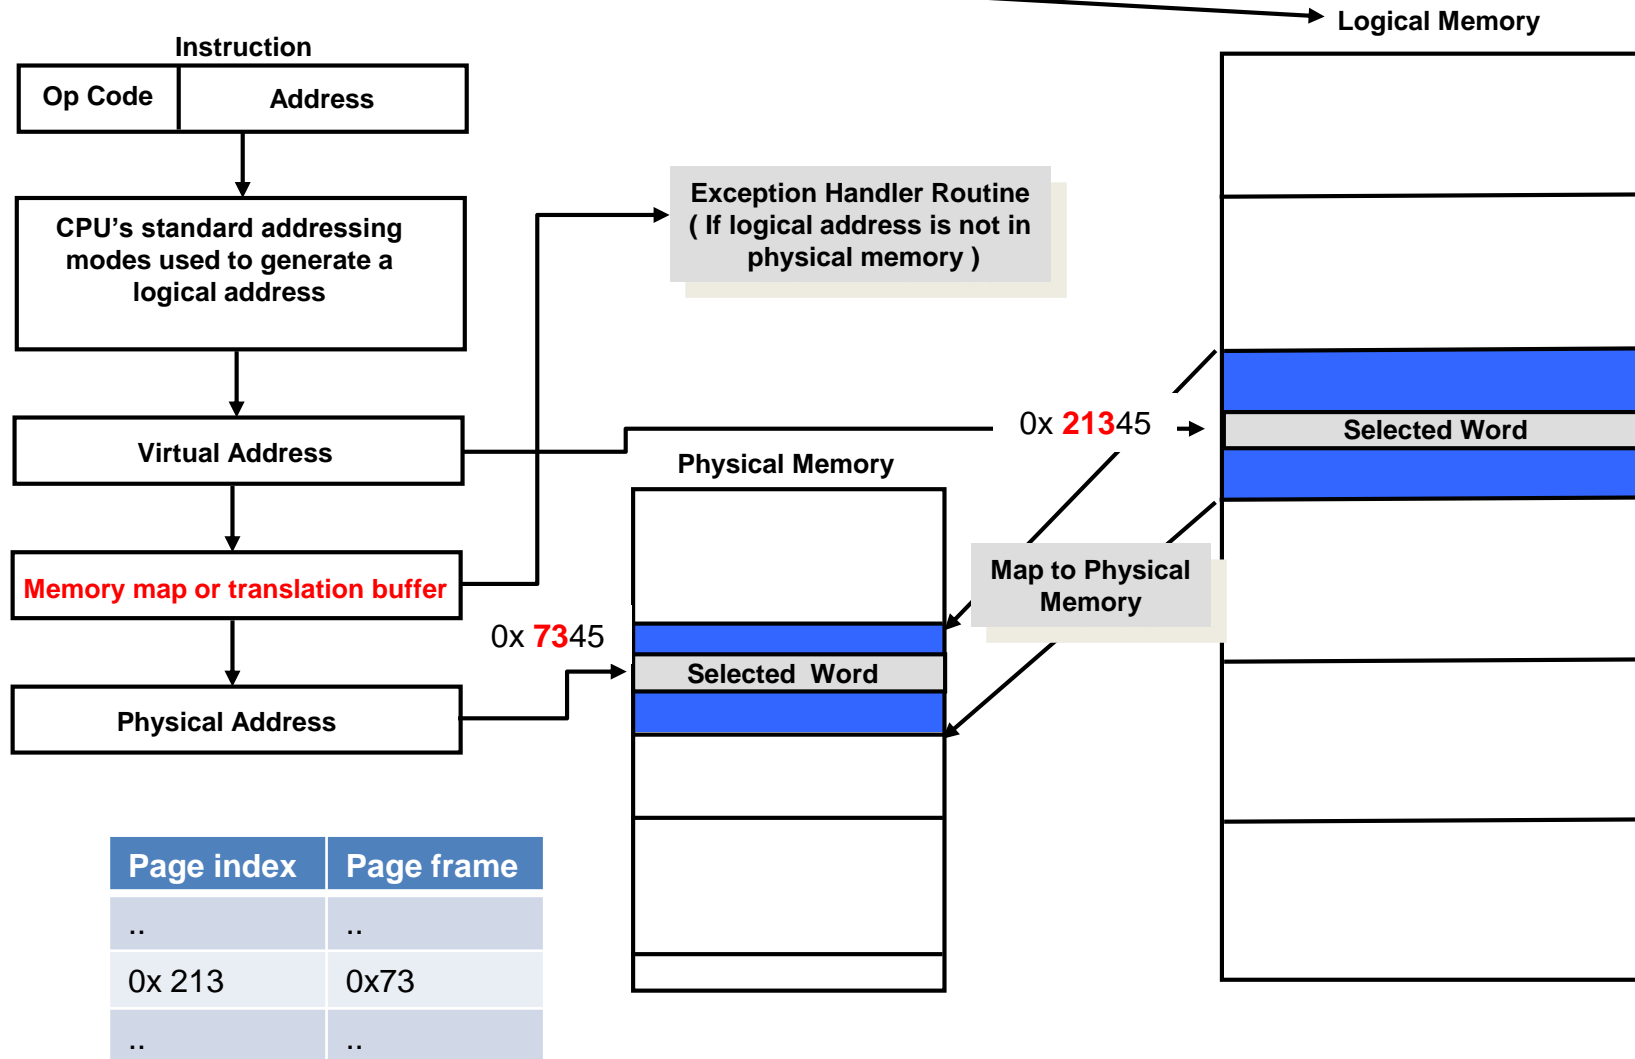 Logical Memory
Instruction
Op Code
Address
CPU's standard addressing
modes used to generate a
logical address
Exception Handler Routine
( If logical address is not in
physical memory )
Virtual Address
0x 21345
Selected Word
Physical Memory
Memory map or translation buffer
Map to Physical
Memory
0x 7345
Selected  Word
Physical Address
Page index
Page frame
..
..
0x 213
0x73
..
..